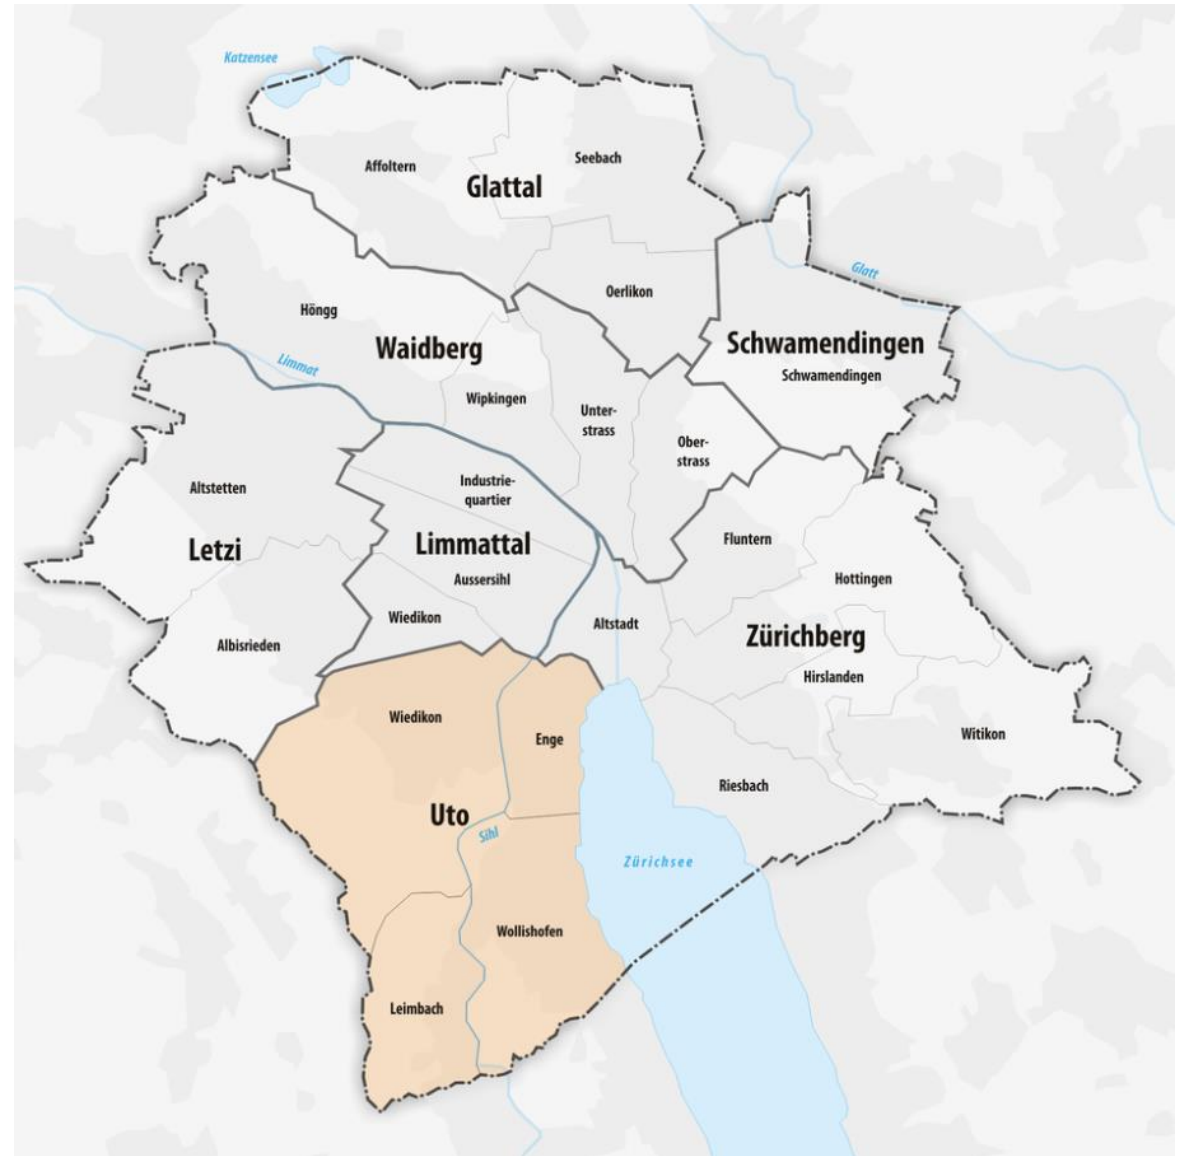 Katzensee
Affoltern
Seebach
Glattal
Glatt
Oerlikon
Höngg
Waidberg
Schwamendingen
Schwamendingen
Limmat
Wipkingen
Unter-
strass
Ober-
strass
Altstetten
Industrie-
quartier
Letzi
Limmattal
Fluntern
Aussersihl
Hottingen
Wiedikon
Altstadt
Zürichberg
Albisrieden
Hirslanden
Wiedikon
Enge
Witikon
Riesbach
Uto
Sihl
Zürichsee
Wollishofen
Leimbach